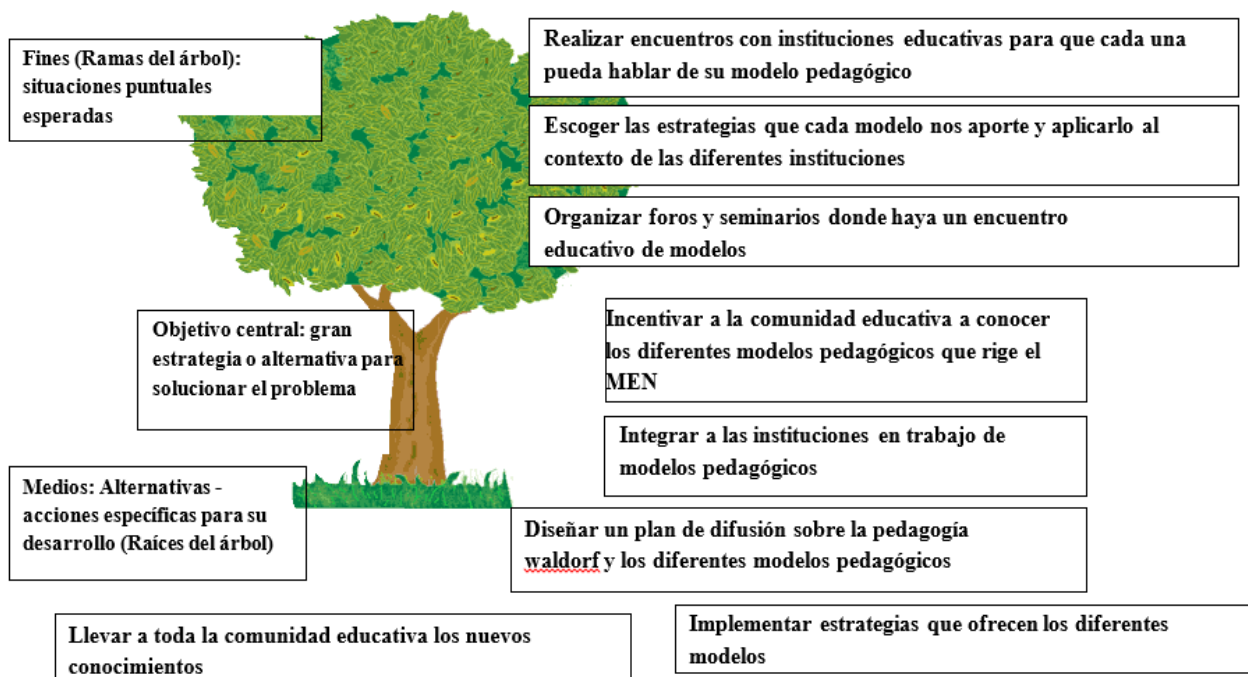 Fines (Ramas del árbol):
situaciones puntuales
esperadas
Realizar encuentros con instituciones educativas para que cada una
pueda hablar de su modelo pedagógico
Escoger las estrategias que cada modelo nos aporte y aplicarlo al
contexto de las diferentes instituciones
Organizar foros y seminarios donde haya un encuentro
educativo de modelos
Objetivo central: gran
estrategia o alternativa para
solucionar el problema
Incentivar a la comunidad educativa a conocer
los diferentes modelos pedagógicos que rige el
MEN
Integrar a las instituciones en trabajo de
modelos pedagógicos
Medios: Alternativas -
acciones específicas para su
desarrollo (Raíces del árbol)
Diseñar un plan de difusión sobre la pedagogía
waldorf y los diferentes modelos pedagógicos
Llevar a toda la comunidad educativa los nuevos
conocimientos
Implementar estrategias que ofrecen los diferentes
modelos